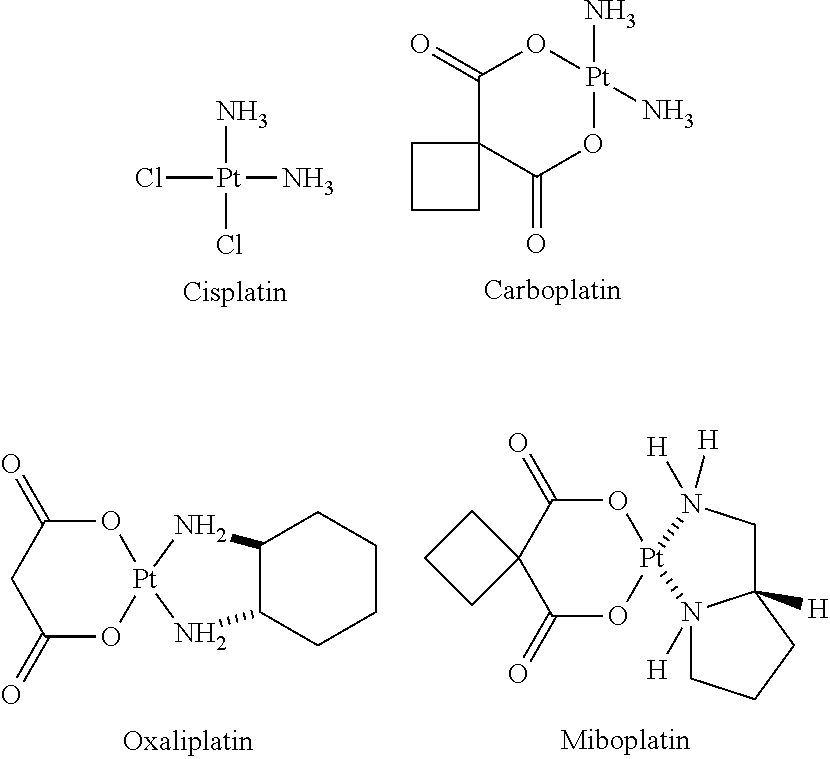 NH3
Cl Pt NH3
Cl
Cisplatin
NH3
O O Pt
NH3
O
O
Carboplatin
O
O NH2
Pt
O NH2
O
Oxaliplatin
O H H
O N
Pt
O N H
O H
Miboplatin